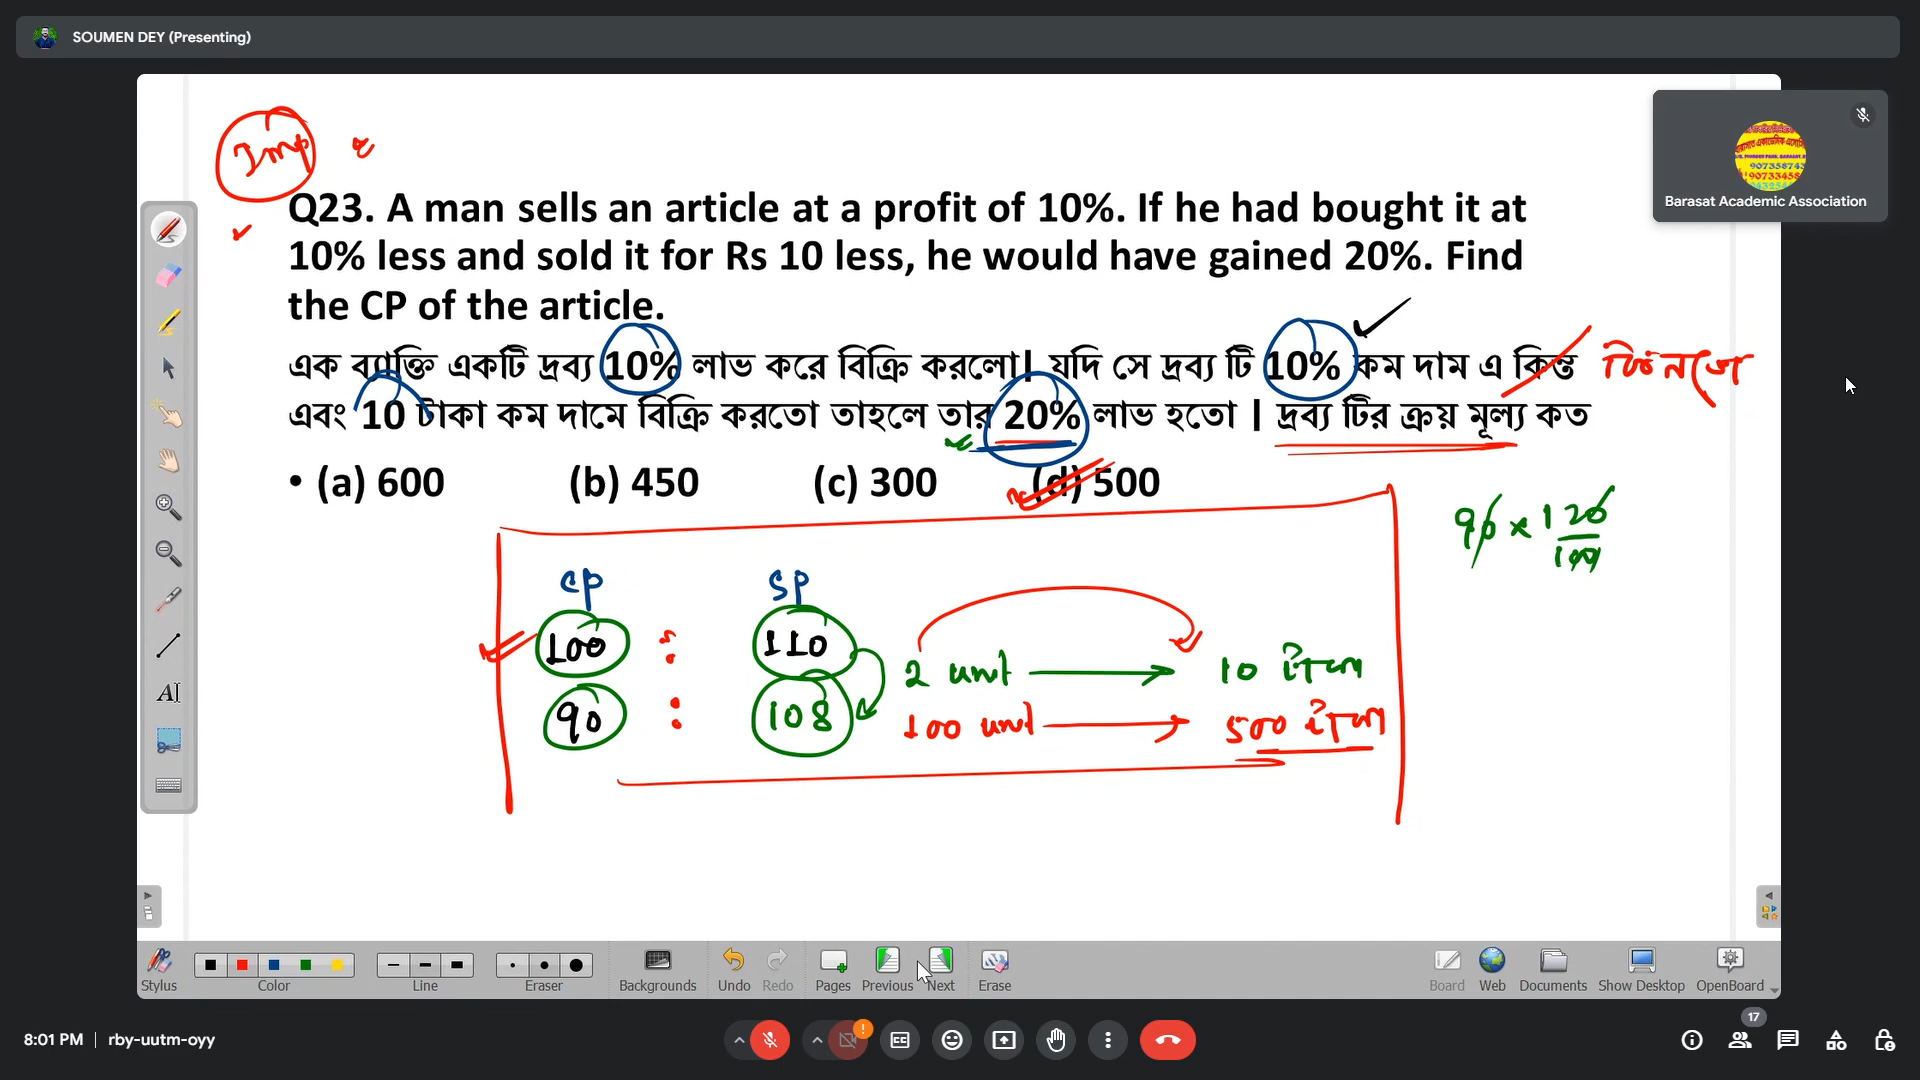 SOUMEN DEY (Presenting)
Imp
Barasat Academic Association
Q23. A man sells an article at a profit of 10%. If he had bought it at
10% less and sold it for Rs 10 less, he would have gained 20%. Find
the CP of the article.
এক ব্যাক্তি একটি দ্রব্য 10% লাভ করে বিক্রি করলো। যদি সে দ্রব্য টি 10% কম দাম এ কিন্ত কিনতো
এবং 10 টাকা কম দামে বিক্রি করতো তাহলে তার 20% লাভ হতো । দ্রব্য টির ক্রয় মূল্য কত
• (a) 600 (b) 450 (c) 300 (d) 500
90 × 120
100
CP SP
100 : 110
2 unit → 10 টাকা
90 : 108
100 unit → 500 টাকা
Stylus Color Line Eraser Backgrounds Undo Redo Pages Previous Next Erase Board Web Documents Show Desktop OpenBoard
8:01 PM | rby-uutm-oyy
17